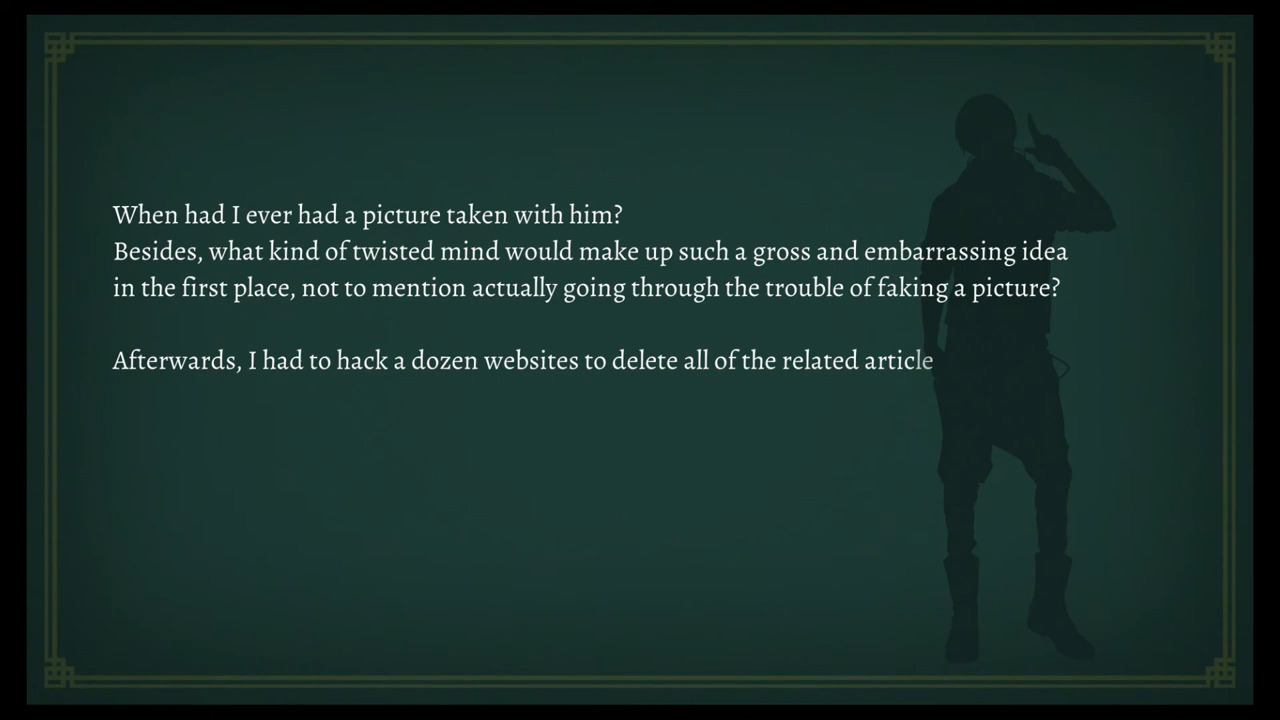 When had I ever had a picture taken with him?
Besides, what kind of twisted mind would make up such a gross and embarrassing idea
in the first place, not to mention actually going through the trouble of faking a picture?
Afterwards, I had to hack a dozen websites to delete all of the related article